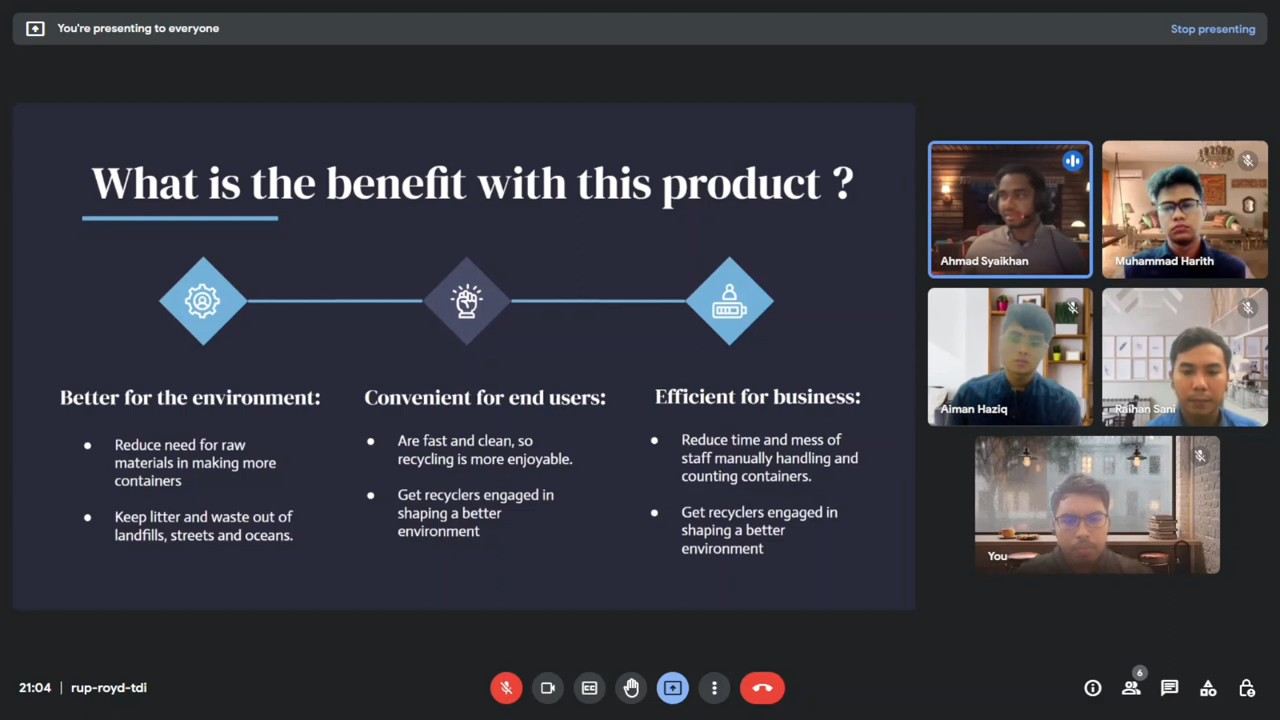 You're presenting to everyone
Stop presenting
What is the benefit with this product ?
Better for the environment:
● Reduce need for raw
materials in making more
containers
● Keep litter and waste out of
landfills, streets and oceans.
Convenient for end users:
● Are fast and clean, so
recycling is more enjoyable.
● Get recyclers engaged in
shaping a better
environment
Efficient for business:
● Reduce time and mess of
staff manually handling and
counting containers.
● Get recyclers engaged in
shaping a better
environment
Ahmad Syaikhan
Muhammad Harith
Aiman Haziq
Raihan Sani
You
21:04 | rup-royd-tdi
CC
6